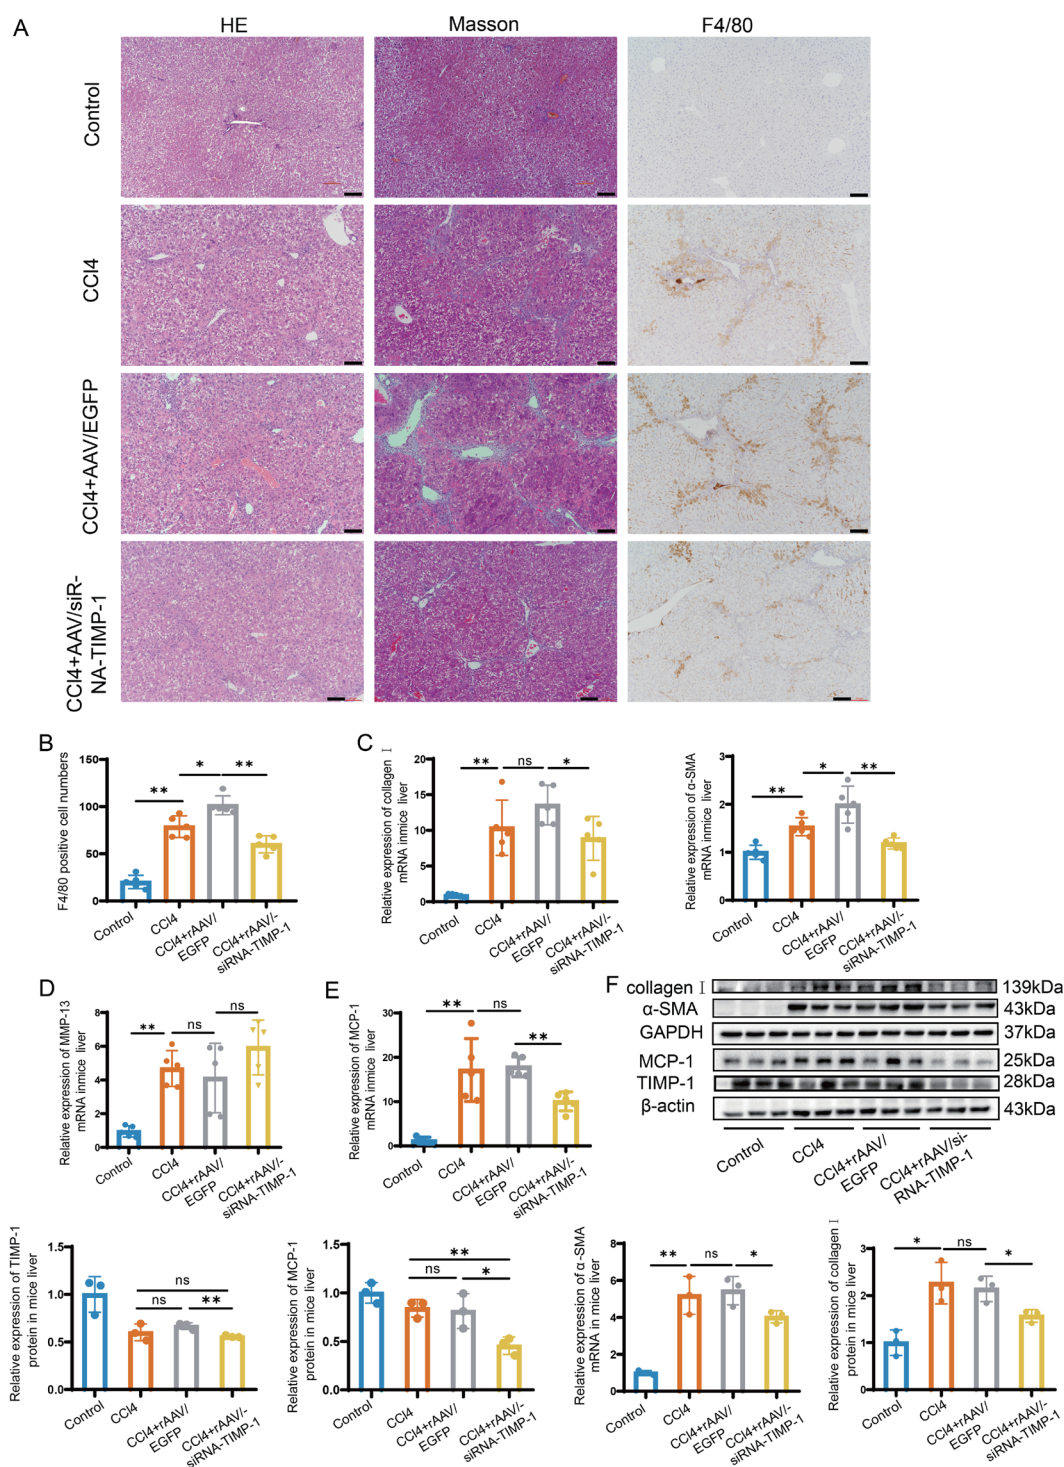 A
HE
Masson
F4/80
Control
CCl4
CCl4+AAV/EGFP
CCl4+AAV/siR-
NA-TIMP-1
B
F4/80 positive cell numbers
150
100
50
0
**
*
**
Control
CCl4
CCl4+rAAV/
EGFP
CCl4+rAAV/-
siRNA-TIMP-1
C
Relative expression of collagen Ⅰ
mRNA inmice liver
20
15
10
5
0
**
ns
*
Control
CCl4
CCl4+rAAV/
EGFP
CCl4+rAAV/-
siRNA-TIMP-1
Relative expression of α-SMA
mRNA inmice liver
3
2
1
0
**
*
**
Control
CCl4
CCl4+rAAV/
EGFP
CCl4+rAAV/-
siRNA-TIMP-1
D
Relative expression of MMP-13
mRNA inmice liver
8
6
4
2
0
**
ns
ns
Control
CCl4
CCl4+rAAV/
EGFP
CCl4+rAAV/-
siRNA-TIMP-1
E
Relative expression of MCP-1
mRNA inmice liver
30
20
10
0
**
ns
**
Control
CCl4
CCl4+rAAV/
EGFP
CCl4+rAAV/-
siRNA-TIMP-1
F
collagen Ⅰ 139kDa
α-SMA 43kDa
GAPDH 37kDa
MCP-1 25kDa
TIMP-1 28kDa
β-actin 43kDa
Control
CCl4
CCl4+rAAV/
EGFP
CCl4+rAAV/si-
RNA-TIMP-1
Relative expression of TIMP-1
protein in mice liver
1.5
1.0
0.5
0.0
ns
ns
**
Control
CCl4
CCl4+rAAV/
EGFP
CCl4+rAAV/-
siRNA-TIMP-1
Relative expression of MCP-1
protein in mice liver
1.5
1.0
0.5
0.0
**
ns
*
Control
CCl4
CCl4+rAAV/
EGFP
CCl4+rAAV/-
siRNA-TIMP-1
Relative expression of α-SMA
mRNA in mice liver
8
6
4
2
0
**
ns
*
Control
CCl4
CCl4+rAAV/
EGFP
CCl4+rAAV/-
siRNA-TIMP-1
Relative expression of collagen Ⅰ
protein in mice liver
3
2
1
0
*
ns
*
Control
CCl4
CCl4+rAAV/
EGFP
CCl4+rAAV/-
siRNA-TIMP-1